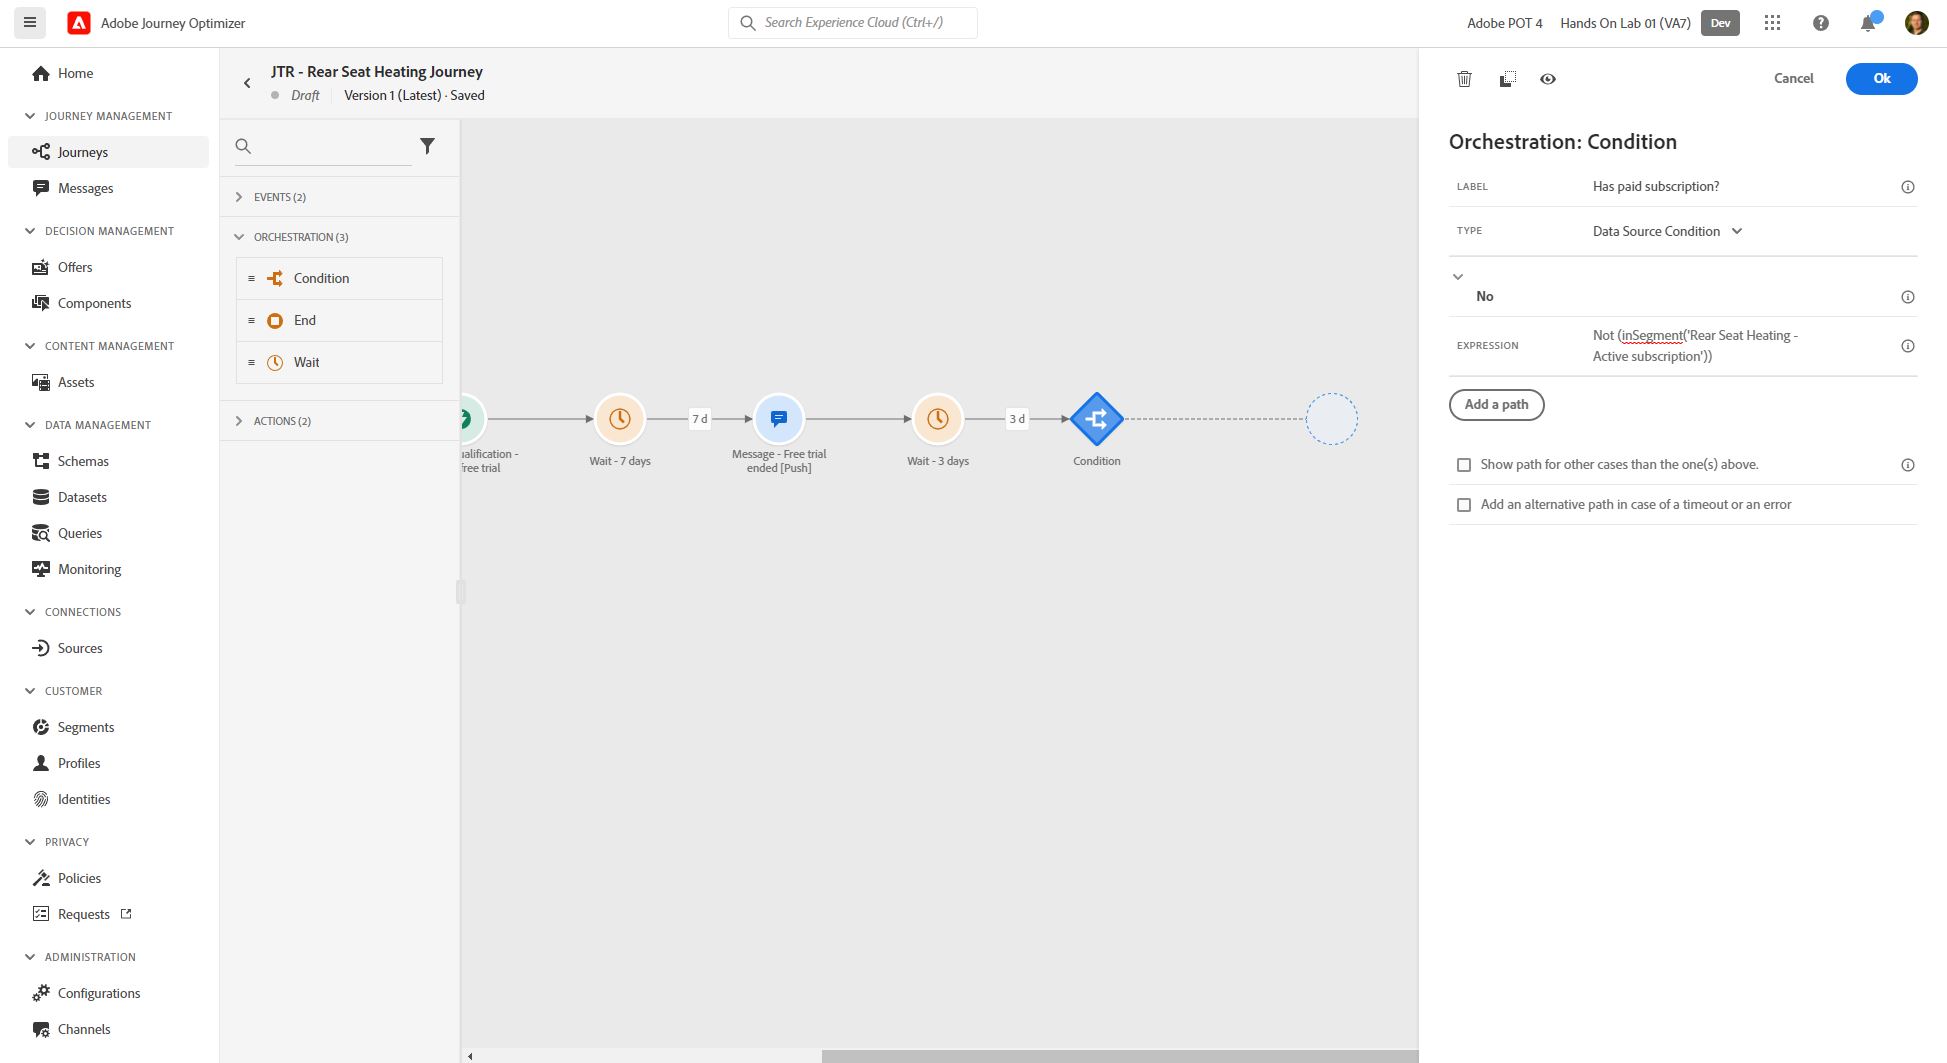 Adobe Journey Optimizer
Search Experience Cloud (Ctrl+/)
Adobe POT 4
Hands On Lab 01 (VA7)
Dev
Home
JOURNEY MANAGEMENT
Journeys
Messages
DECISION MANAGEMENT
Offers
Components
CONTENT MANAGEMENT
Assets
DATA MANAGEMENT
Schemas
Datasets
Queries
Monitoring
CONNECTIONS
Sources
CUSTOMER
Segments
Profiles
Identities
PRIVACY
Policies
Requests
ADMINISTRATION
Configurations
Channels
JTR - Rear Seat Heating Journey
Draft
Version 1 (Latest) · Saved
EVENTS (2)
ORCHESTRATION (3)
Condition
End
Wait
ACTIONS (2)
ualification -
free trial
Wait - 7 days
7 d
Message - Free trial
ended [Push]
Wait - 3 days
3 d
Condition
Cancel
Ok
Orchestration: Condition
LABEL
Has paid subscription?
TYPE
Data Source Condition
No
EXPRESSION
Not (inSegment('Rear Seat Heating -
Active subscription'))
Add a path
Show path for other cases than the one(s) above.
Add an alternative path in case of a timeout or an error